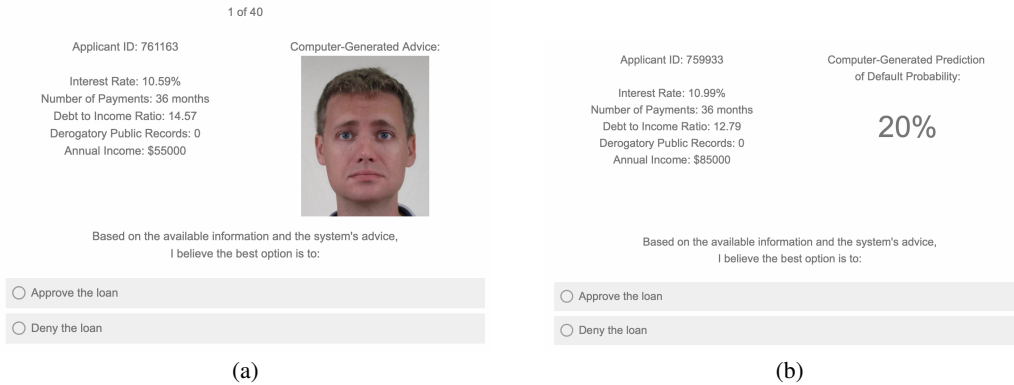 1 of 40
Applicant ID: 761163
Interest Rate: 10.59%
Number of Payments: 36 months
Debt to Income Ratio: 14.57
Derogatory Public Records: 0
Annual Income: $55000
Computer-Generated Advice:
Based on the available information and the system's advice,
I believe the best option is to:
Approve the loan
Deny the loan
(a)
Applicant ID: 759933
Interest Rate: 10.99%
Number of Payments: 36 months
Debt to Income Ratio: 12.79
Derogatory Public Records: 0
Annual Income: $85000
Computer-Generated Prediction
of Default Probability:
20%
Based on the available information and the system's advice,
I believe the best option is to:
Approve the loan
Deny the loan
(b)